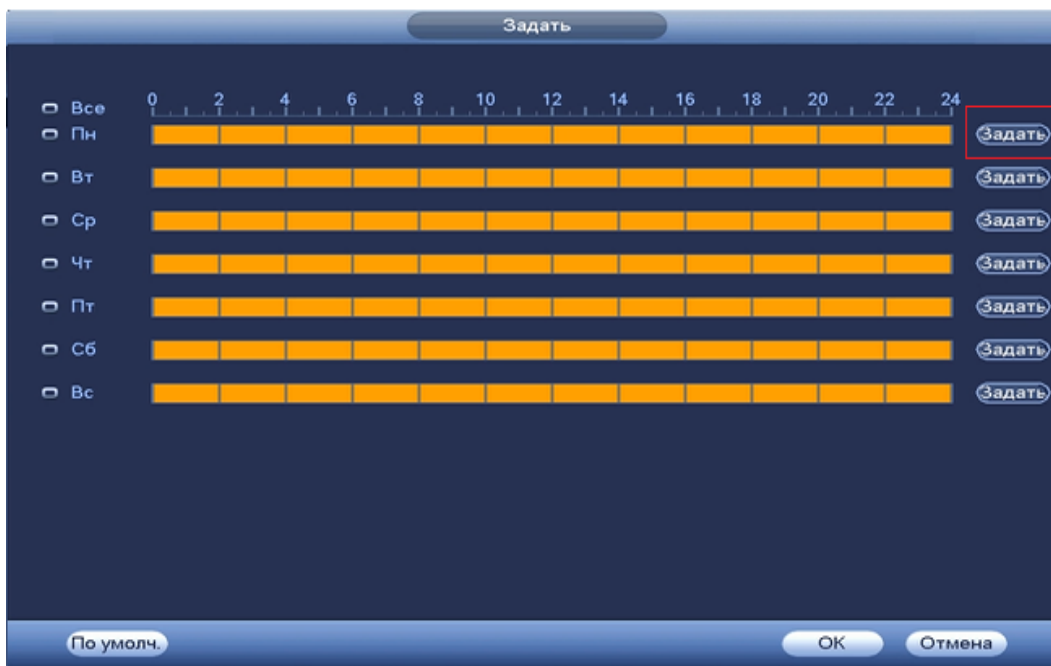 Задать
0 2 4 6 8 10 12 14 16 18 20 22 24
Все
Пн Задать
Вт Задать
Ср Задать
Чт Задать
Пт Задать
Сб Задать
Вс Задать
По умолч. OK Отмена